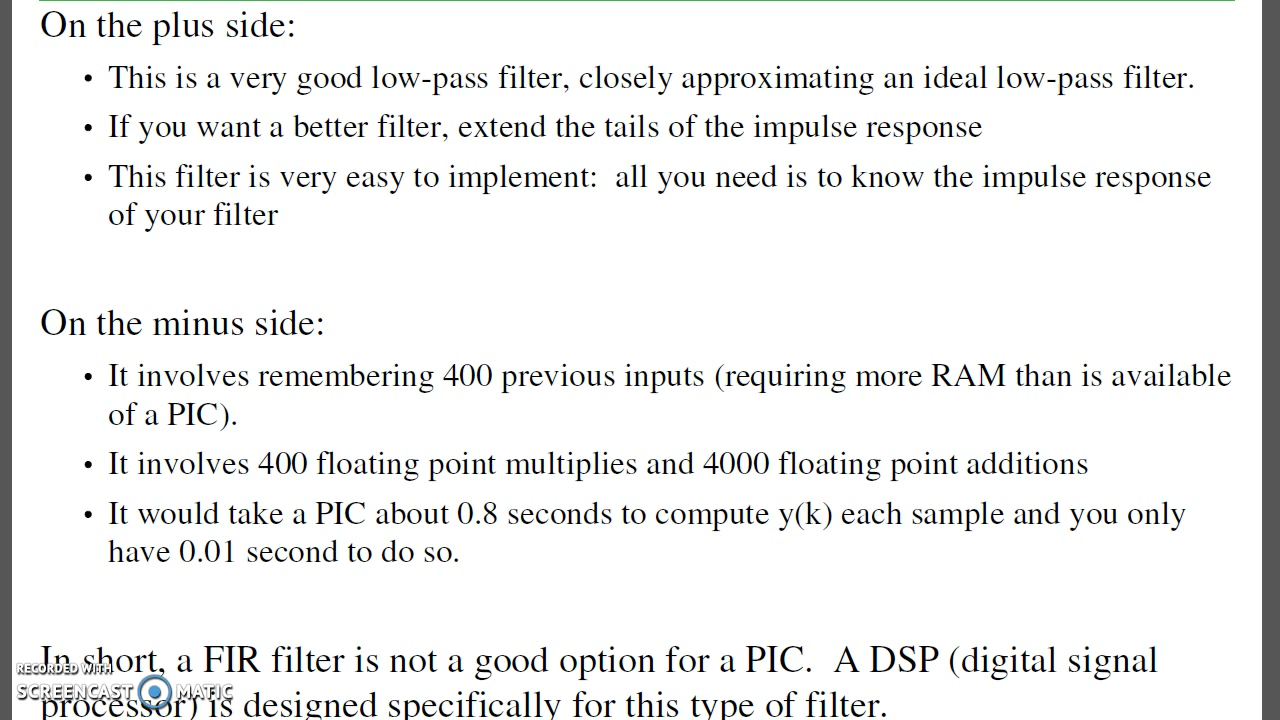 On the plus side:
• This is a very good low-pass filter, closely approximating an ideal low-pass filter.
• If you want a better filter, extend the tails of the impulse response
• This filter is very easy to implement:  all you need is to know the impulse response
of your filter
On the minus side:
• It involves remembering 400 previous inputs (requiring more RAM than is available
of a PIC).
• It involves 400 floating point multiplies and 4000 floating point additions
• It would take a PIC about 0.8 seconds to compute y(k) each sample and you only
have 0.01 second to do so.
In short, a FIR filter is not a good option for a PIC.  A DSP (digital signal
processor) is designed specifically for this type of filter.
RECORDED WITH
SCREENCAST MATIC